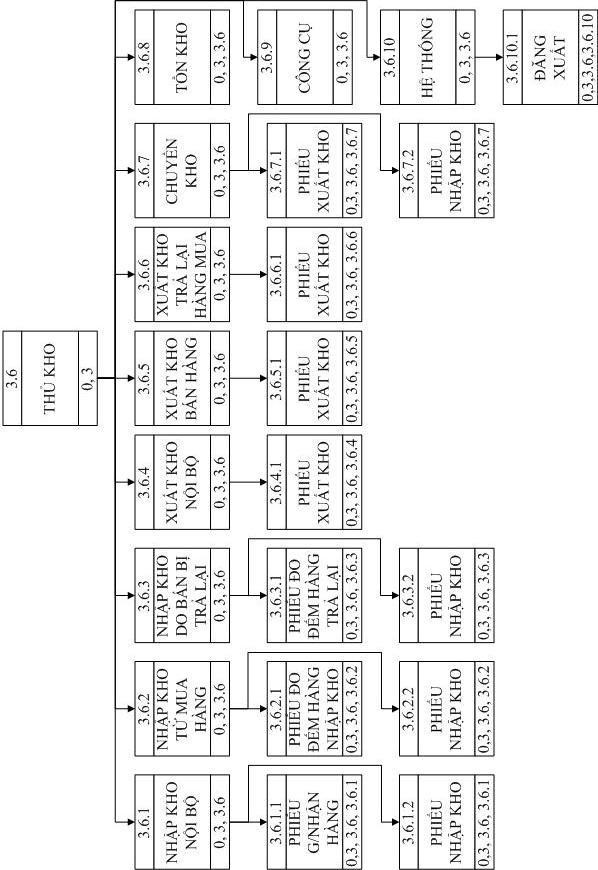 3.6
THỦ KHO
0, 3
3.6.1
NHẬP KHO
NỘI BỘ
0, 3, 3.6
3.6.2
NHẬP KHO
TỪ MUA
HÀNG
0, 3, 3.6
3.6.3
NHẬP KHO
DO BÁN BỊ
TRẢ LẠI
0, 3, 3.6
3.6.4
XUẤT KHO
NỘI BỘ
0, 3, 3.6
3.6.5
XUẤT KHO
BÁN HÀNG
0, 3, 3.6
3.6.6
XUẤT KHO
TRẢ LẠI
HÀNG MUA
0, 3, 3.6
3.6.7
CHUYỂN
KHO
0, 3, 3.6
3.6.8
TỒN KHO
0, 3, 3.6
3.6.9
CÔNG CỤ
0, 3, 3.6
3.6.10
HỆ THỐNG
0, 3, 3.6
3.6.10.1
ĐĂNG
XUẤT
0,3,3.6,3.6.10
3.6.1.1
PHIẾU
G/NHẬN
HÀNG
0,3, 3.6, 3.6.1
3.6.2.1
PHIẾU ĐO
ĐẾM HÀNG
NHẬP KHO
0,3, 3.6, 3.6.2
3.6.3.1
PHIẾU ĐO
ĐẾM HÀNG
TRẢ LẠI
0,3, 3.6, 3.6.3
3.6.4.1
PHIẾU
XUẤT KHO
0,3, 3.6, 3.6.4
3.6.5.1
PHIẾU
XUẤT KHO
0,3, 3.6, 3.6.5
3.6.6.1
PHIẾU
XUẤT KHO
0,3, 3.6, 3.6.6
3.6.7.1
PHIẾU
XUẤT KHO
0,3, 3.6, 3.6.7
3.6.1.2
PHIẾU
NHẬP KHO
0,3, 3.6, 3.6.1
3.6.2.2
PHIẾU
NHẬP KHO
0,3, 3.6, 3.6.2
3.6.3.2
PHIẾU
NHẬP KHO
0,3, 3.6, 3.6.3
3.6.7.2
PHIẾU
NHẬP KHO
0,3, 3.6, 3.6.7